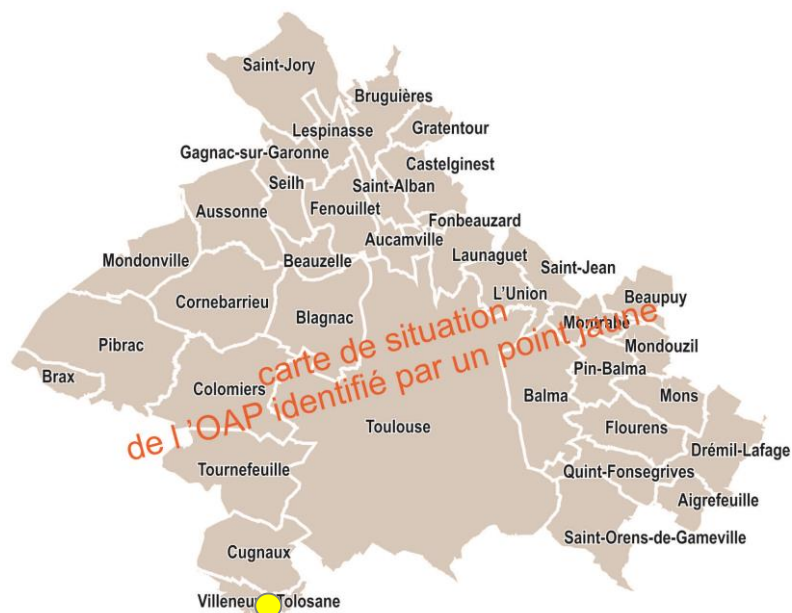 Saint-Jory
Bruguières
Lespinasse
Gratentour
Gagnac-sur-Garonne
Castelginest
Seilh
Saint-Alban
Aussonne
Fenouillet
Fonbeauzard
Aucamville
Launaguet
Mondonville
Beauzelle
Saint-Jean
L'Union
Cornebarrieu
Beaupuy
Blagnac
Montrabé
Pibrac
Mondouzil
Pin-Balma
Brax
Colomiers
Balma
Mons
carte de situation
de l'OAP identifié par un point jaune
Toulouse
Flourens
Drémil-Lafage
Tournefeuille
Quint-Fonsegrives
Aigrefeuille
Saint-Orens-de-Gameville
Cugnaux
Villeneu Tolosane